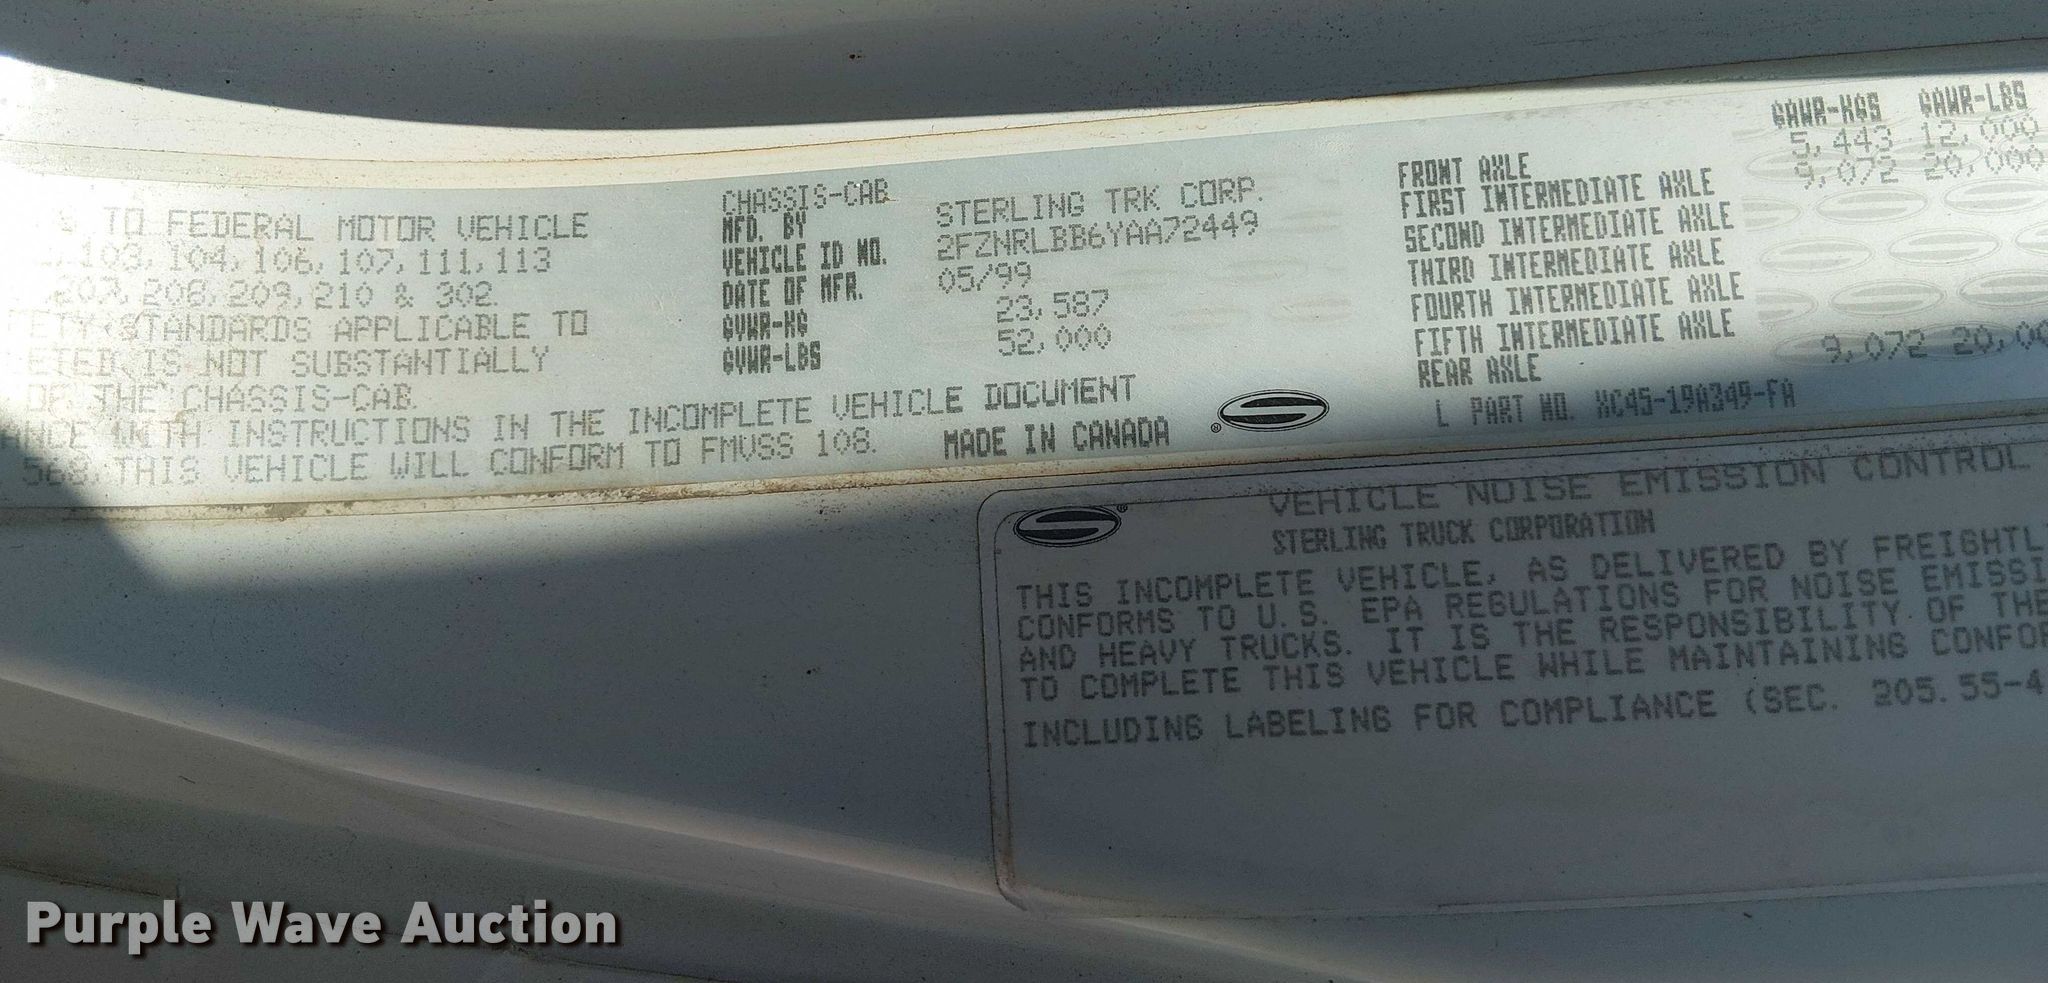 TO FEDERAL MOTOR VEHICLE
103, 104, 106, 107, 111, 113
207, 208, 209, 210 & 302.
STANDARDS APPLICABLE TO
IS NOT SUBSTANTIALLY
OF THE CHASSIS-CAB.
WITH INSTRUCTIONS IN THE INCOMPLETE VEHICLE DOCUMENT
568, THIS VEHICLE WILL CONFORM TO FMVSS 108.
MADE IN CANADA
CHASSIS-CAB
MFD. BY STERLING TRK CORP.
VEHICLE ID NO. 2FZNRLBB6YAA72449
DATE OF MFR. 05/99
GVWR-KG 23,587
GVWR-LBS 52,000
GAWR-KGS GAWR-LBS
FRONT AXLE 5,443 12,000
FIRST INTERMEDIATE AXLE 9,072 20,000
SECOND INTERMEDIATE AXLE
THIRD INTERMEDIATE AXLE
FOURTH INTERMEDIATE AXLE
FIFTH INTERMEDIATE AXLE
REAR AXLE 9,072 20,00
L PART NO. XC45-19A349-FA
VEHICLE NOISE EMISSION CONTROL
STERLING TRUCK CORPORATION
THIS INCOMPLETE VEHICLE, AS DELIVERED BY FREIGHTL
CONFORMS TO U.S. EPA REGULATIONS FOR NOISE EMISSI
AND HEAVY TRUCKS. IT IS THE RESPONSIBILITY OF THE
TO COMPLETE THIS VEHICLE WHILE MAINTAINING CONFOR
INCLUDING LABELING FOR COMPLIANCE (SEC. 205.55-4
Purple Wave Auction